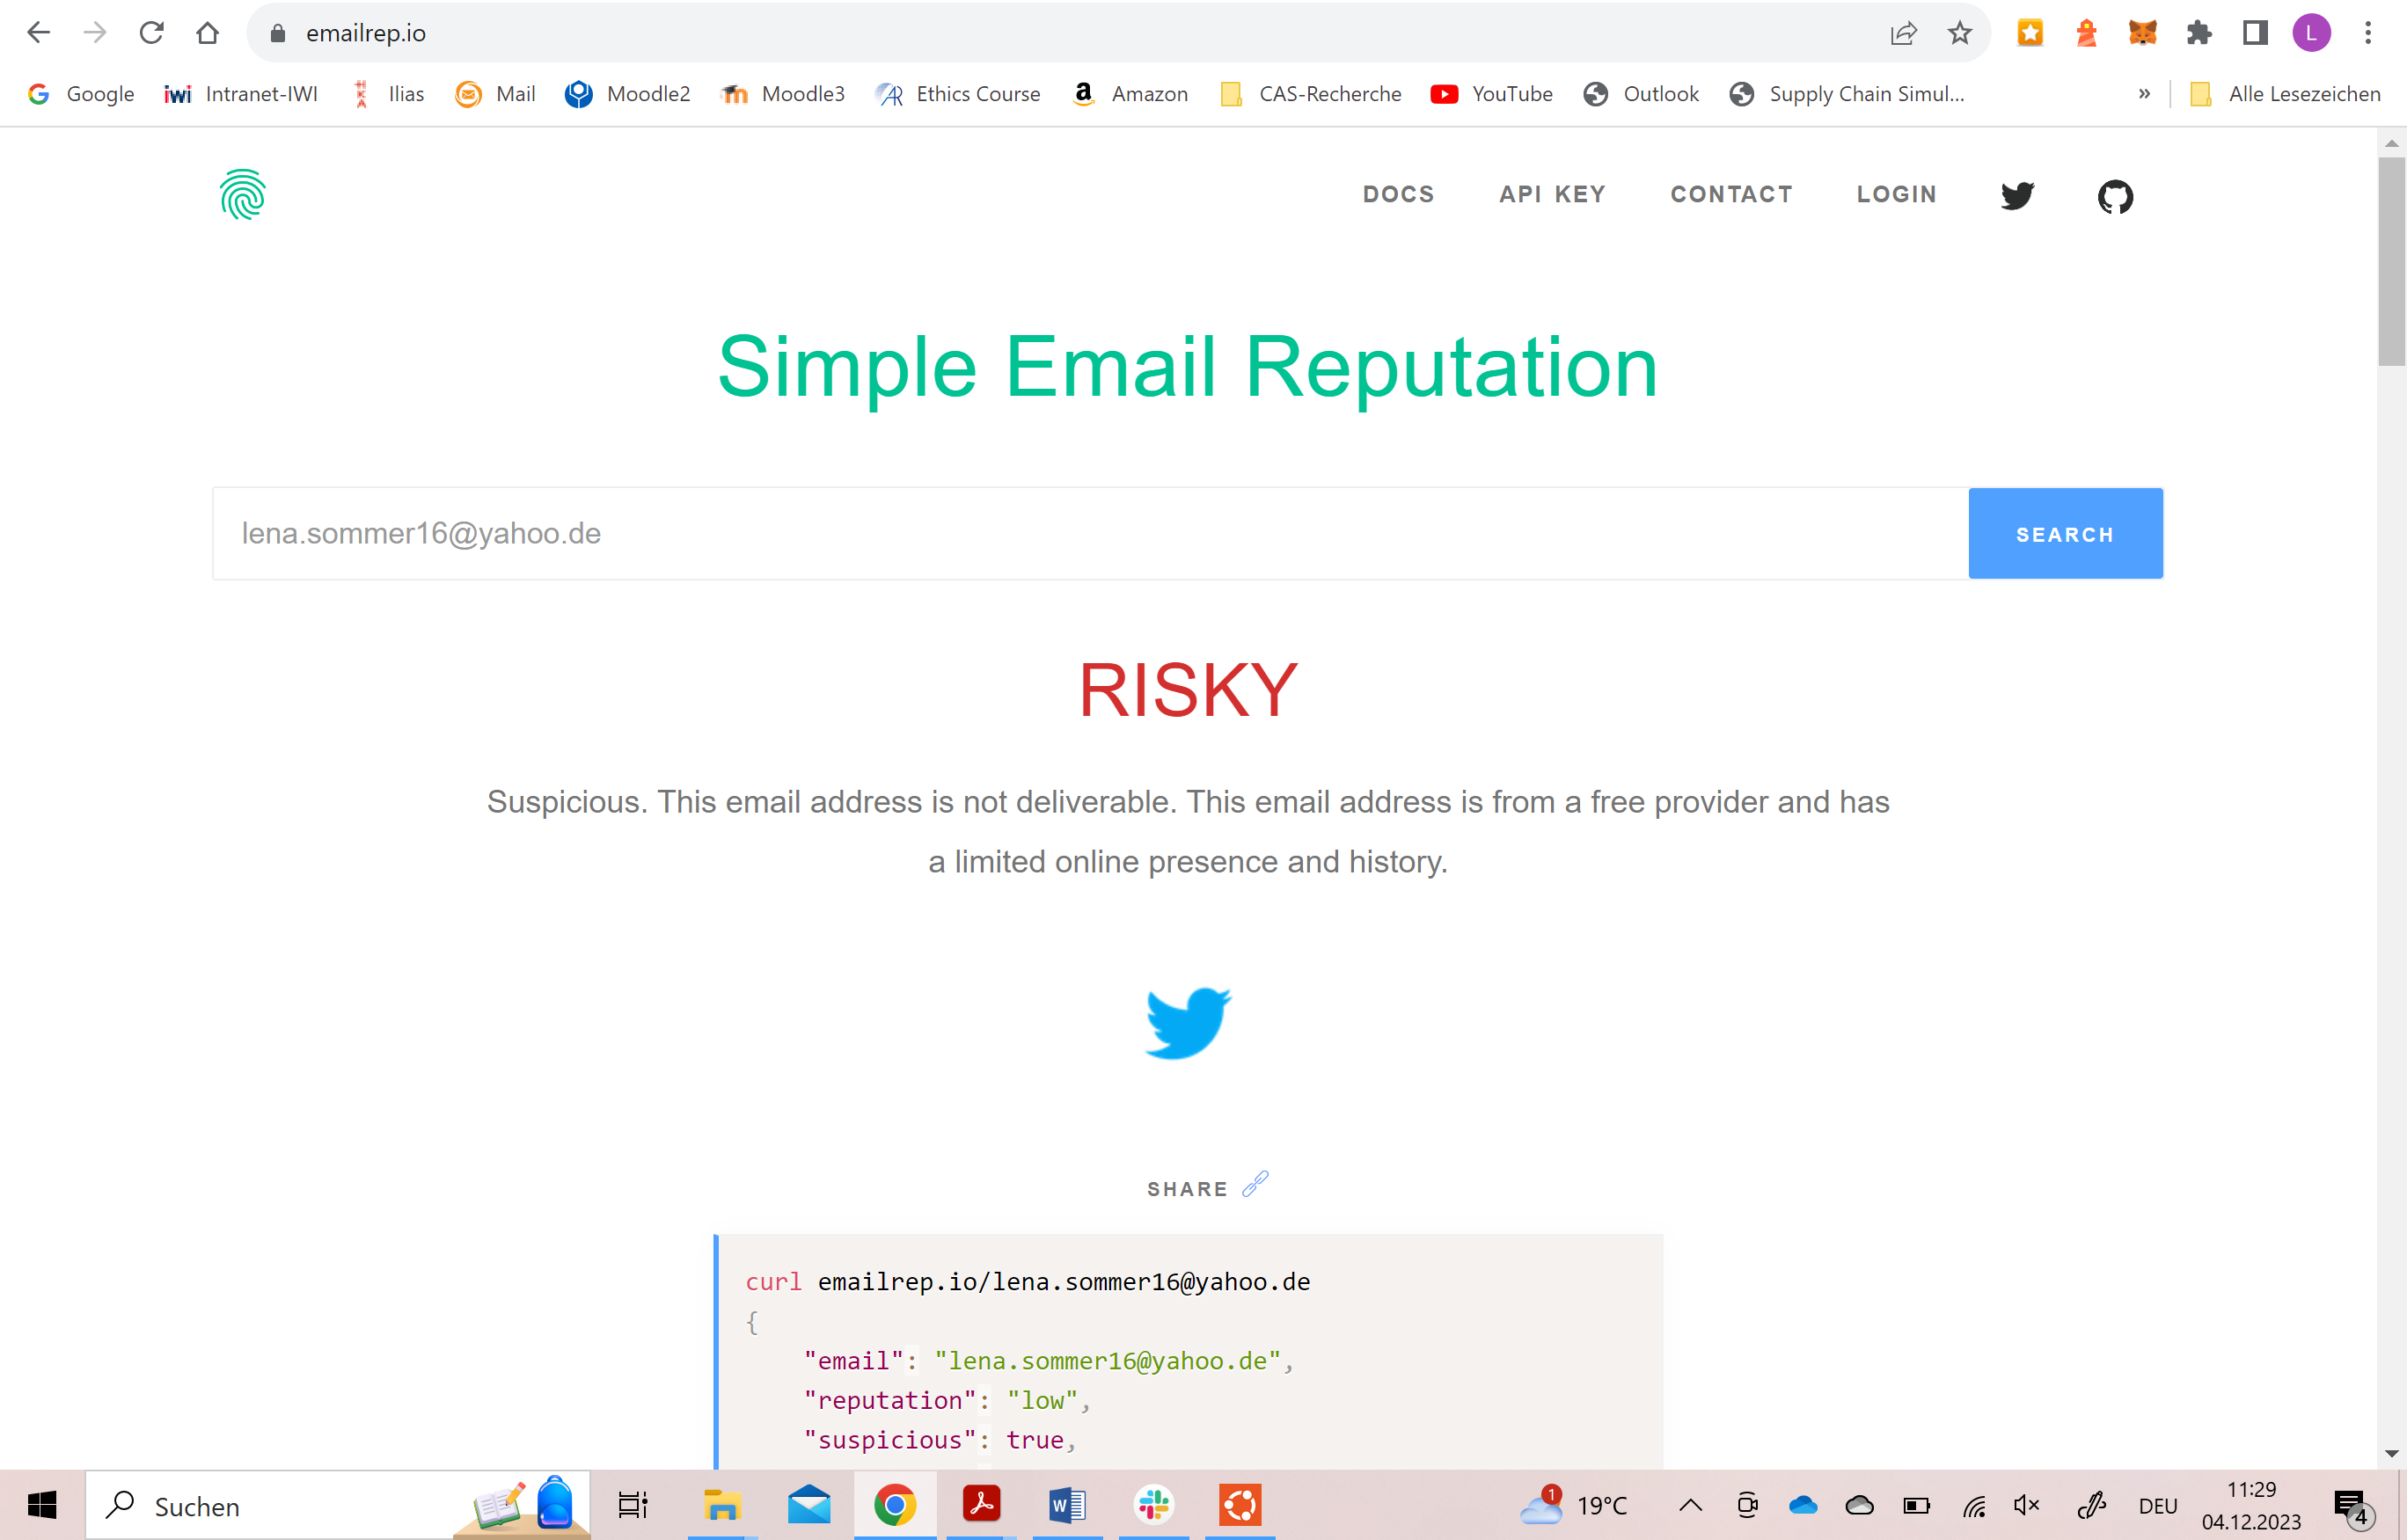 emailrep.io
L
Google
iwi Intranet-IWI
Ilias
Mail
Moodle2
Moodle3
Ethics Course
Amazon
CAS-Recherche
YouTube
Outlook
Supply Chain Simul...
»
Alle Lesezeichen
DOCS
API KEY
CONTACT
LOGIN
Simple Email Reputation
lena.sommer16@yahoo.de
SEARCH
RISKY
Suspicious. This email address is not deliverable. This email address is from a free provider and has
a limited online presence and history.
SHARE
curl emailrep.io/lena.sommer16@yahoo.de
{
"email": "lena.sommer16@yahoo.de",
"reputation": "low",
"suspicious": true,
Suchen
1
19°C
DEU
11:29
04.12.2023
4